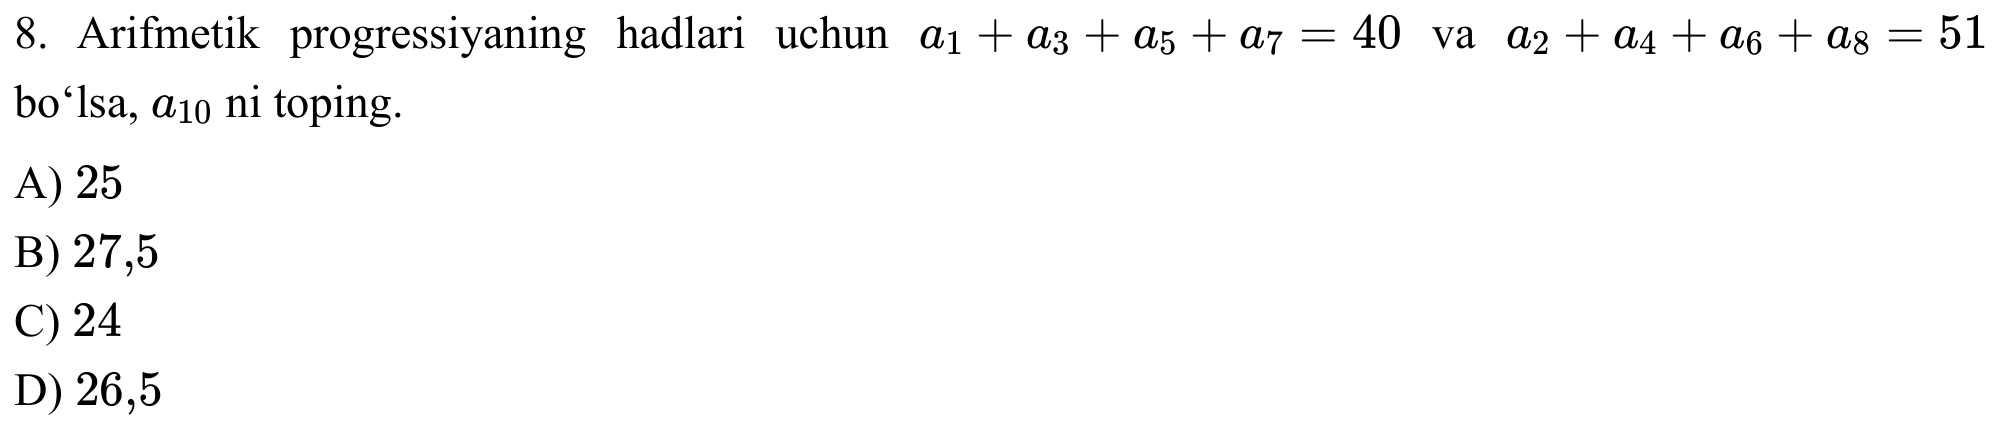 8. Arifmetik progressiyaning hadlari uchun a₁ + a₃ + a₅ + a₇ = 40 va a₂ + a₄ + a₆ + a₈ = 51
bo‘lsa, a₁₀ ni toping.
A) 25
B) 27,5
C) 24
D) 26,5